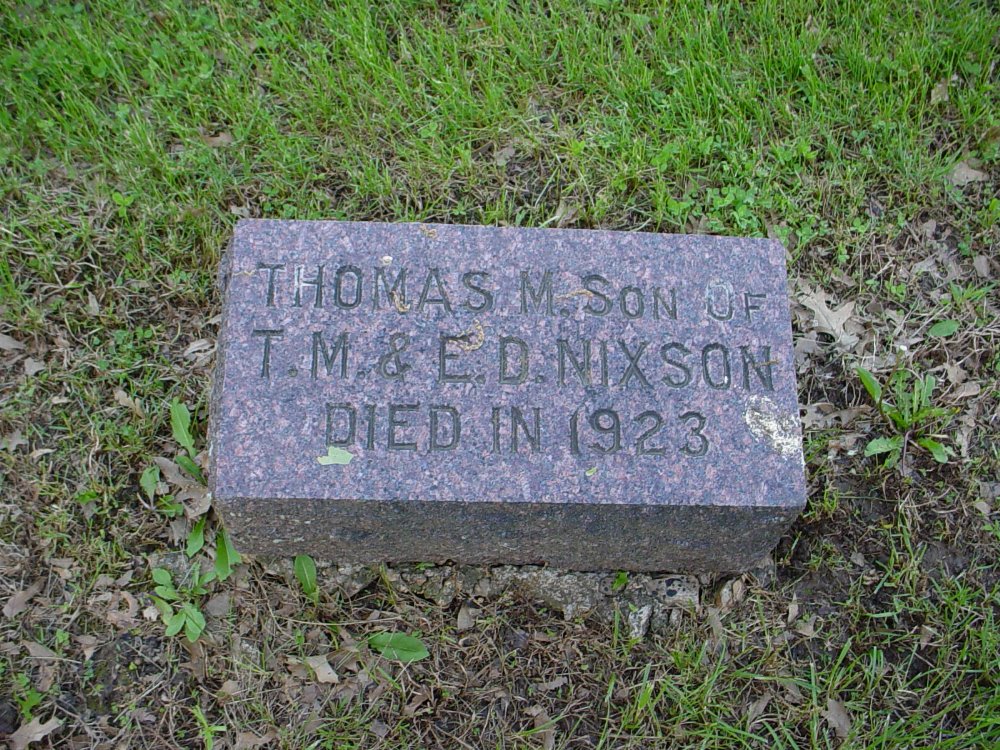 THOMAS M. SON OF
T.M. & E.D. NIXSON
DIED IN 1923